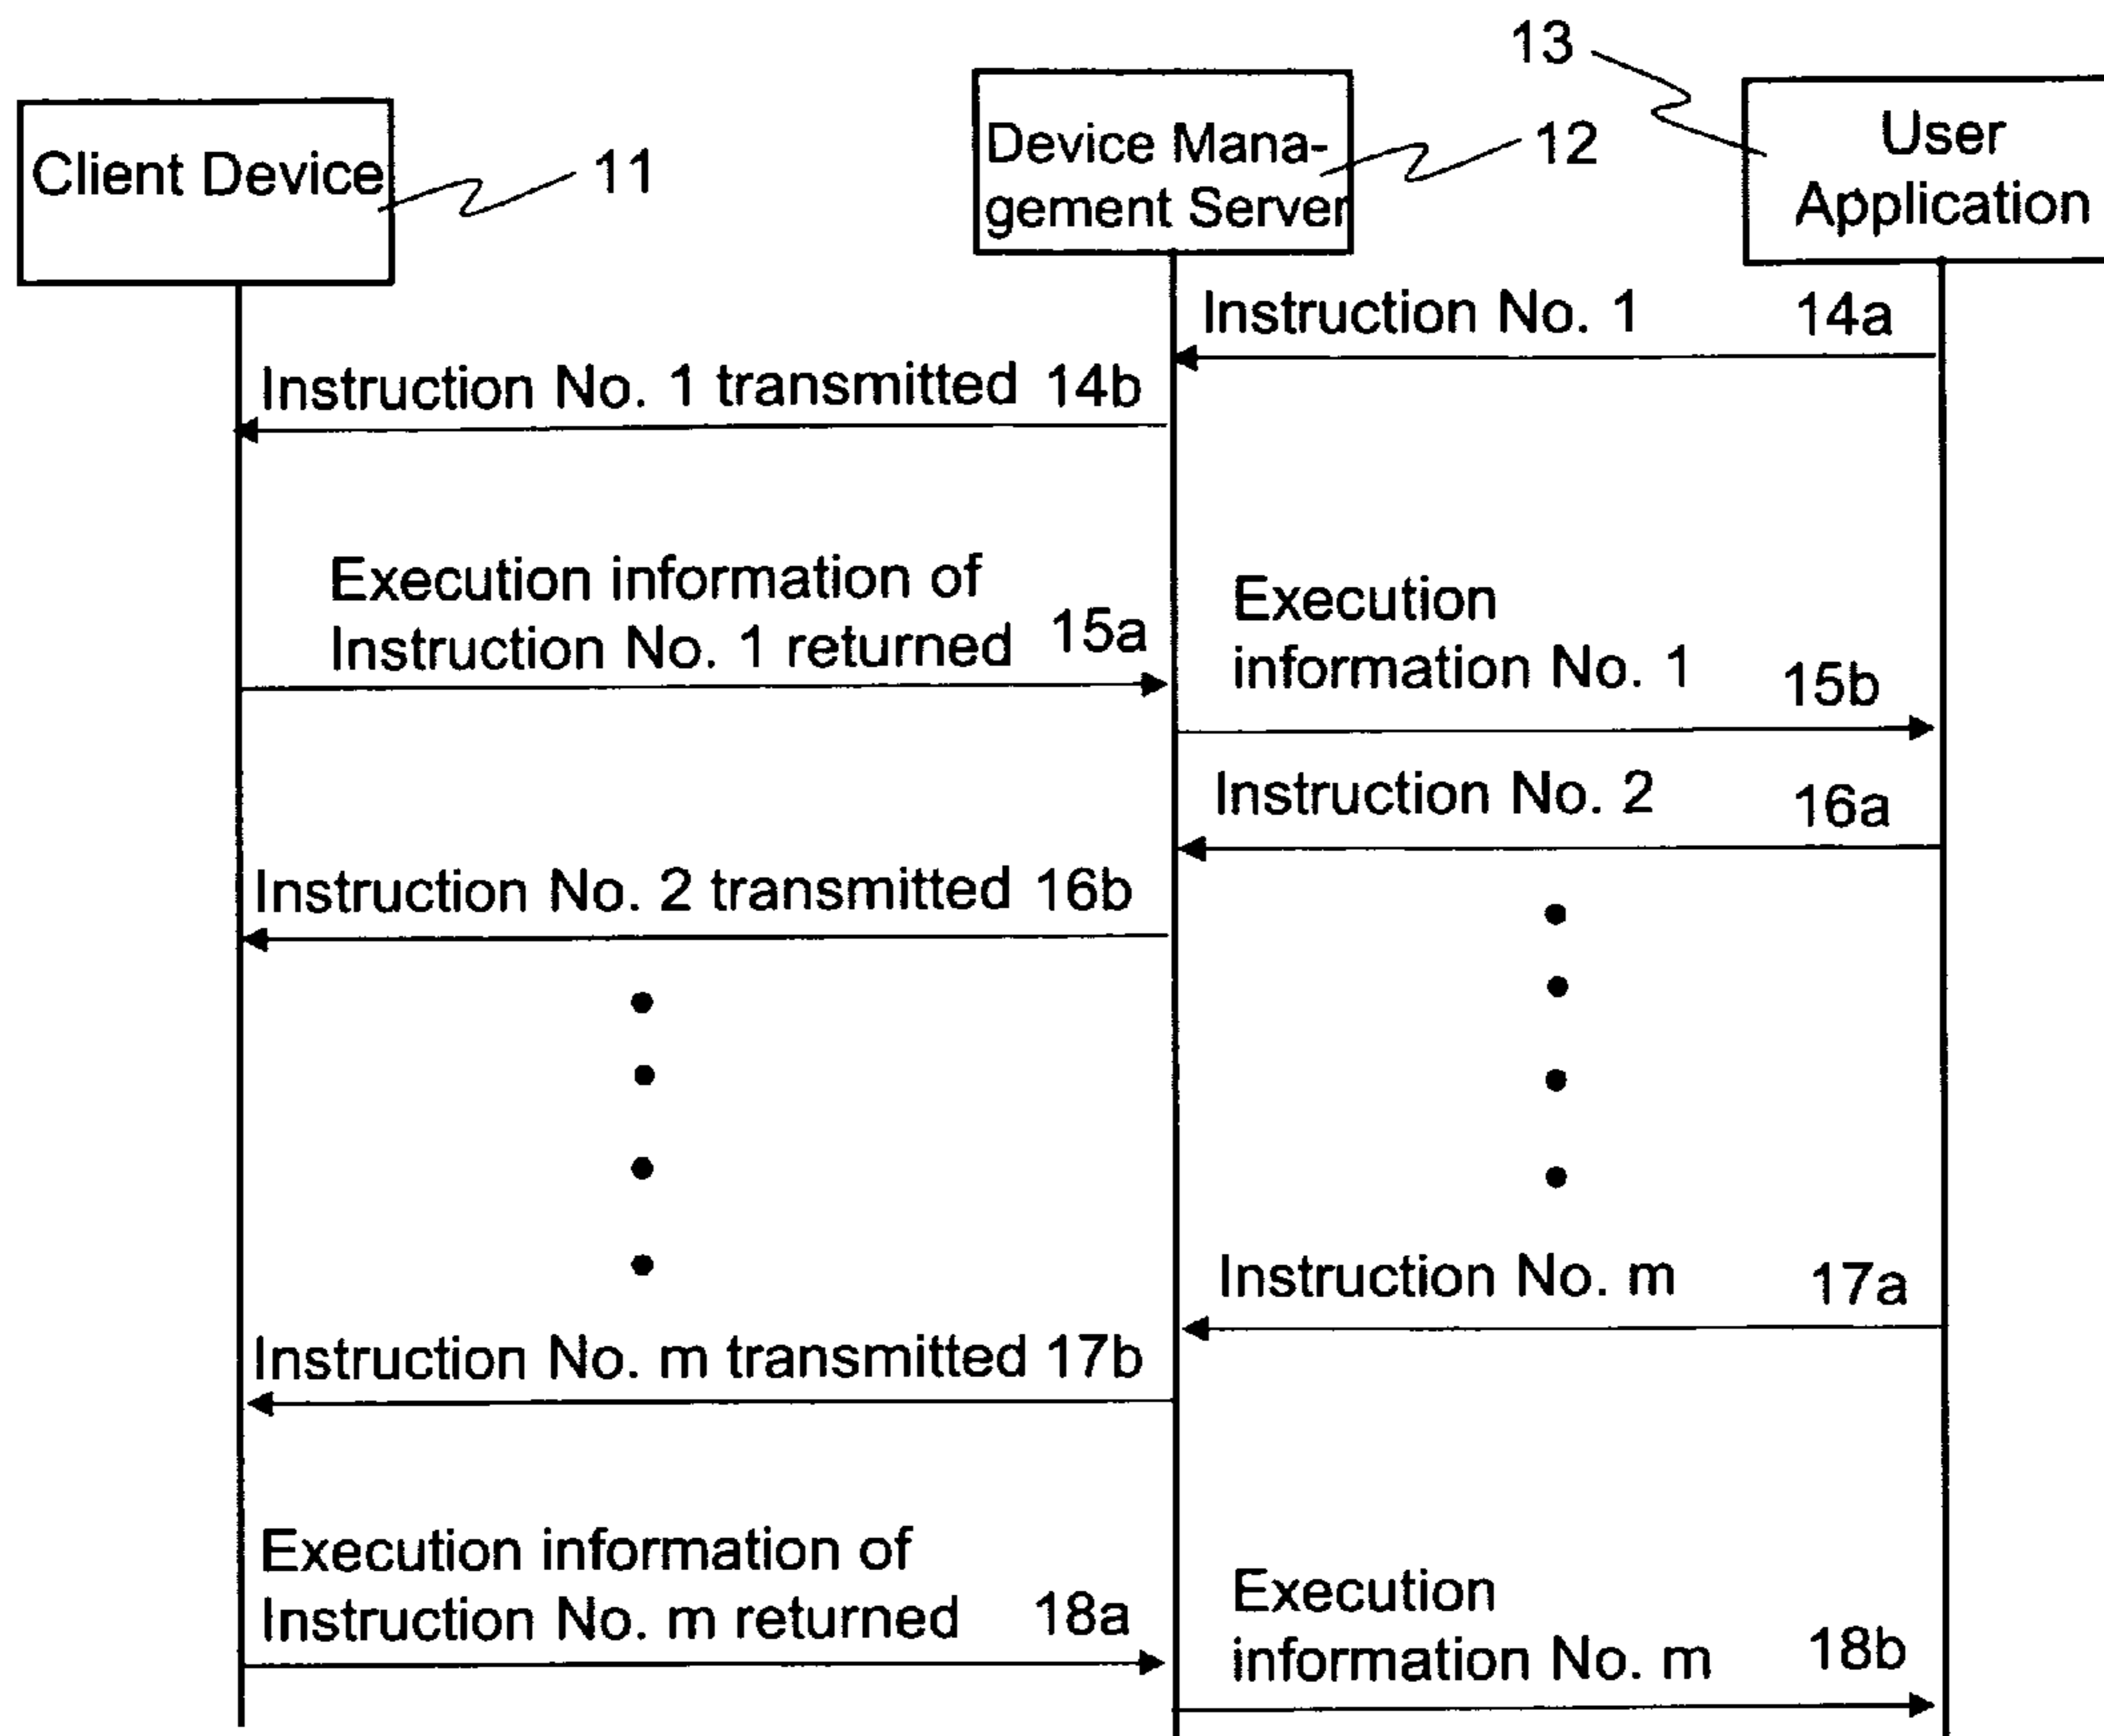 13
Client Device
11
Device Mana-
gement Server
12
User
Application
Instruction No. 1
14a
Instruction No. 1 transmitted 14b
Execution information of
Instruction No. 1 returned 15a
Execution
information No. 1
15b
Instruction No. 2
16a
Instruction No. 2 transmitted 16b
Instruction No. m
17a
Instruction No. m transmitted 17b
Execution information of
Instruction No. m returned
18a
Execution
information No. m
18b